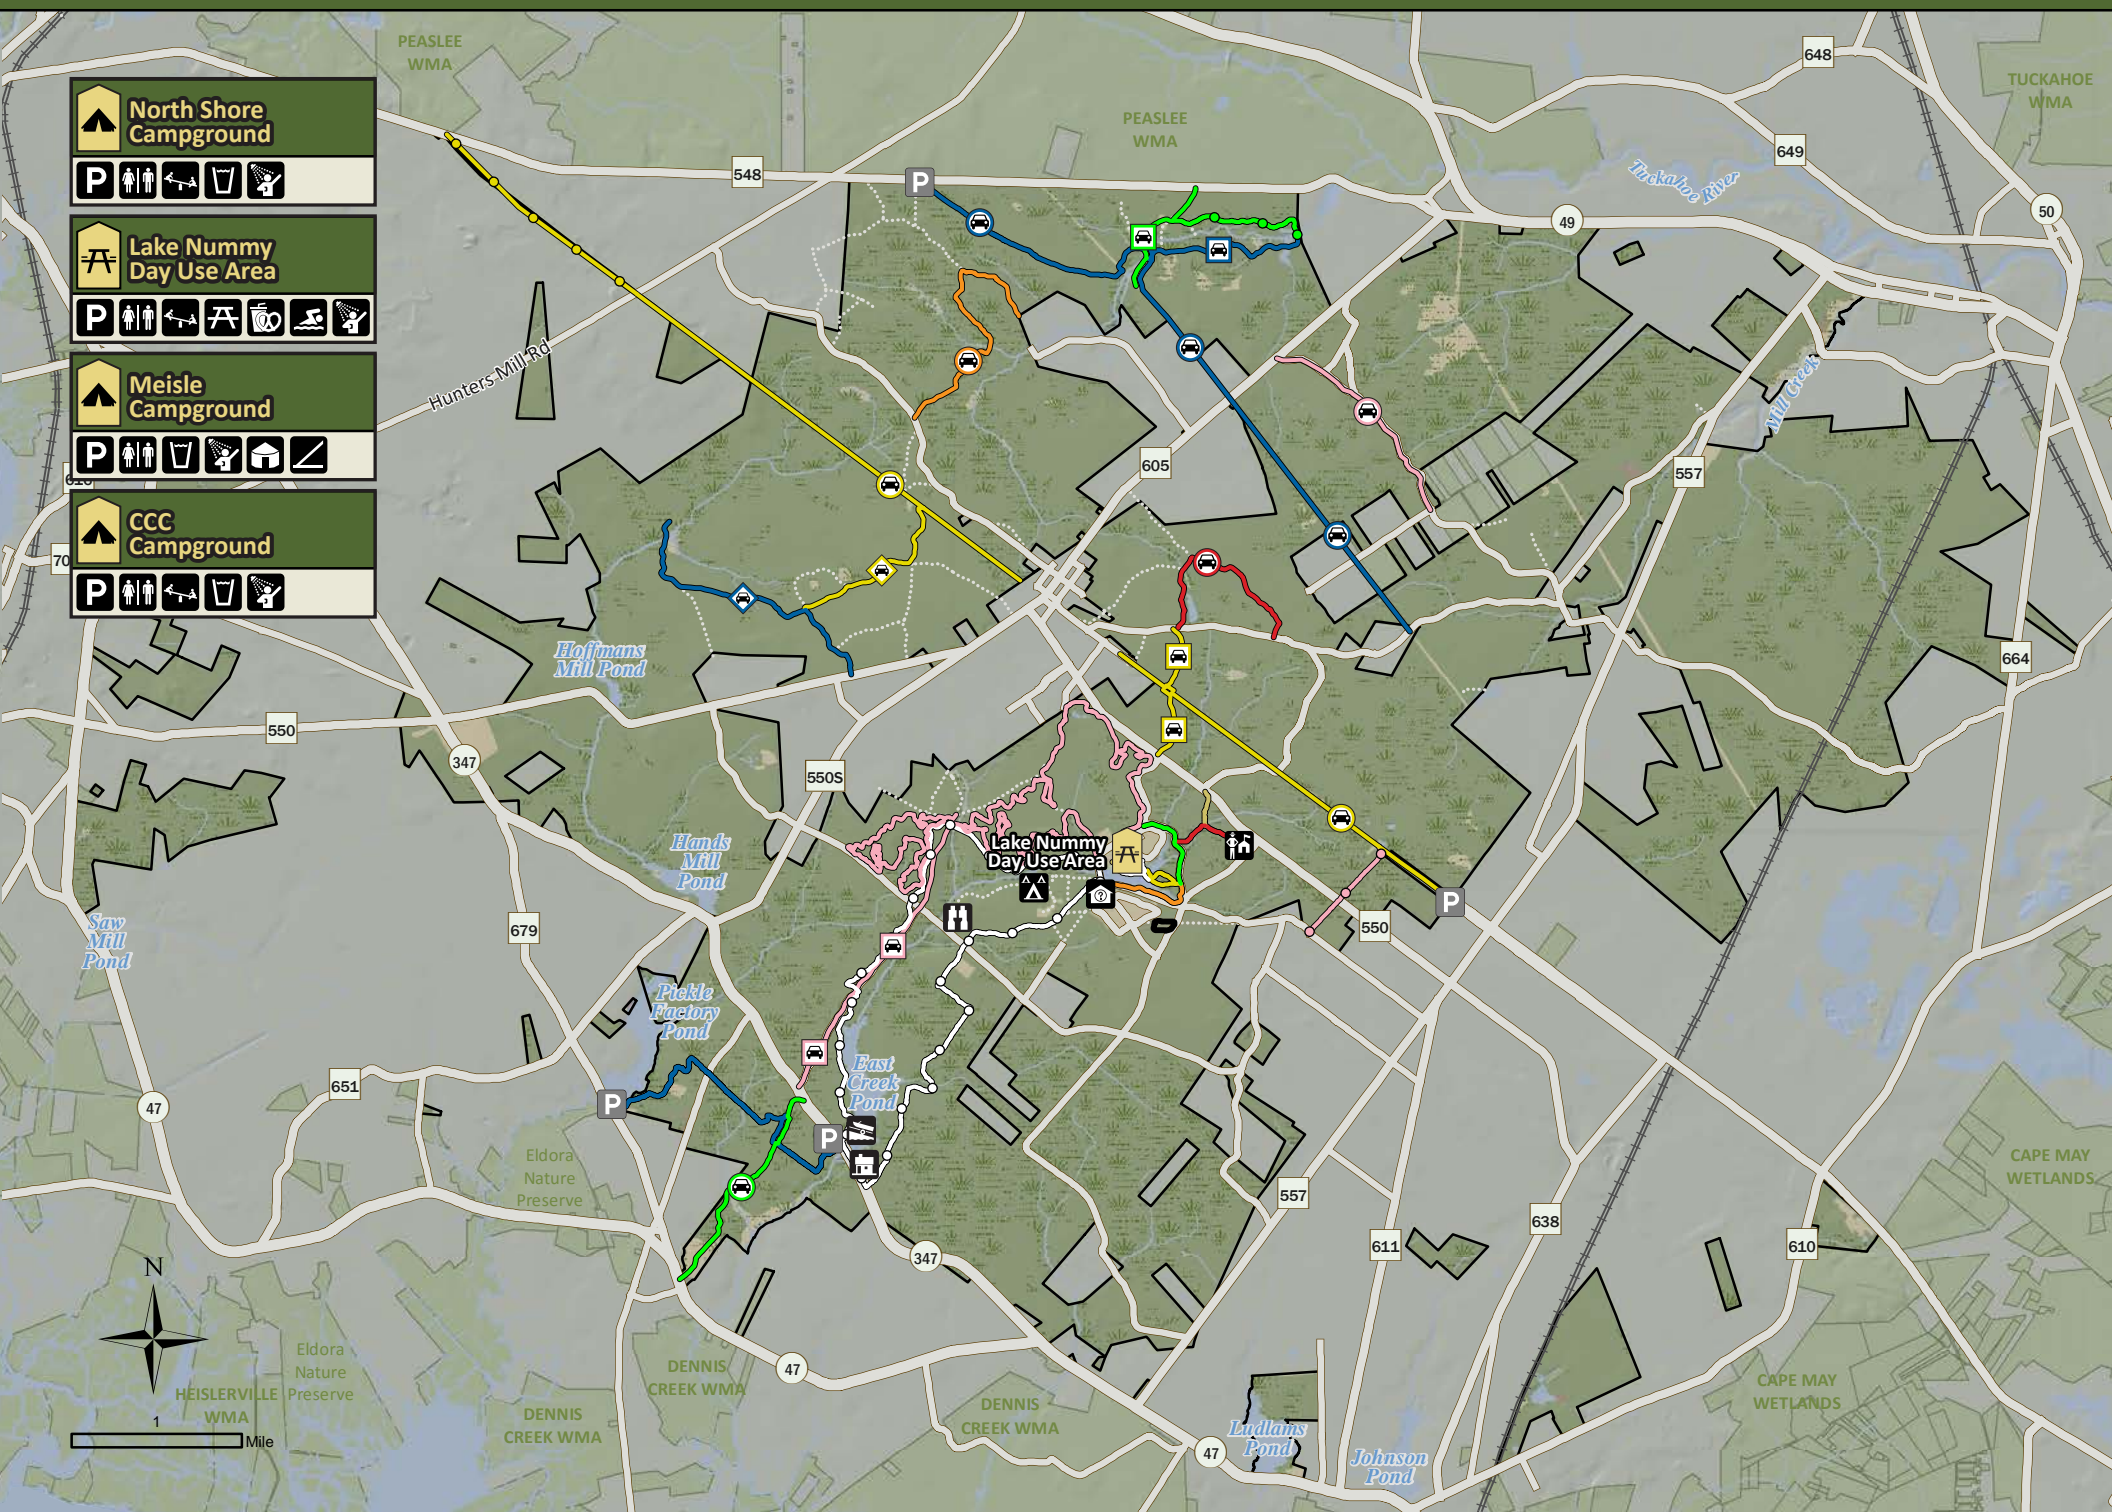 PEASLEE
WMA
648
TUCKAHOE
WMA
North Shore
Campground
P
PEASLEE
WMA
649
548
P
Tuckahoe River
50
49
Lake Nummy
Day Use Area
P
Hunters Mill Rd
Meisle
Campground
P
Mill Creek
605
557
CCC
Campground
P
70
Hoffmans
Mill Pond
664
550
347
550S
Hands
Mill
Pond
Lake Nummy
Day Use Area
?
P
Saw
Mill
Pond
679
550
Pickle
Factory
Pond
East
Creek
Pond
651
47
P
P
Eldora
Nature
Preserve
CAPE MAY
WETLANDS
557
638
611
610
347
N
Eldora
Nature
Preserve
HEISLERVILLE
WMA
DENNIS
CREEK WMA
47
CAPE MAY
WETLANDS
DENNIS
CREEK WMA
DENNIS
CREEK WMA
1
Mile
Ludlams
Pond
47
Johnson
Pond